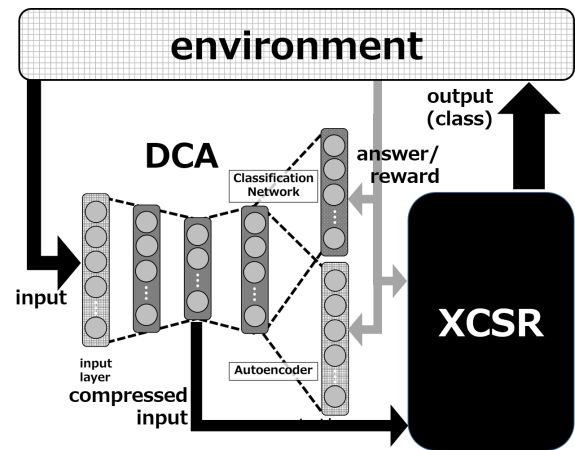 environment
output
(class)
DCA
answer/
reward
Classification
Network
input
XCSR
input
layer
Autoencoder
compressed
input